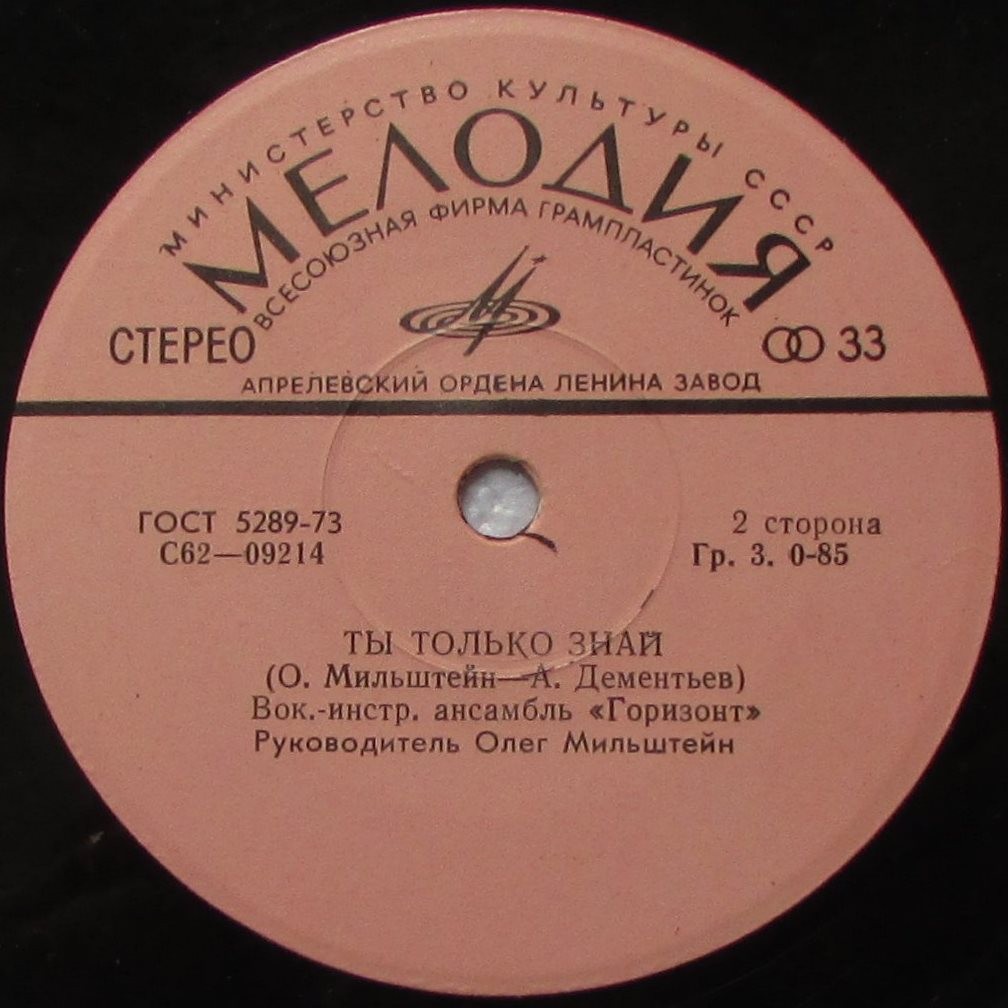 МИНИСТЕРСТВО КУЛЬТУРЫ СССР
МЕЛОДИЯ
ВСЕСОЮЗНАЯ ФИРМА ГРАМПЛАСТИНОК
СТЕРЕО
33
АПРЕЛЕВСКИЙ ОРДЕНА ЛЕНИНА ЗАВОД
ГОСТ 5289-73
2 сторона
С62—09214
Гр. 3. 0-85
ТЫ ТОЛЬКО ЗНАЙ
(О. Мильштейн—А. Дементьев)
Вок.-инстр. ансамбль «Горизонт»
Руководитель Олег Мильштейн